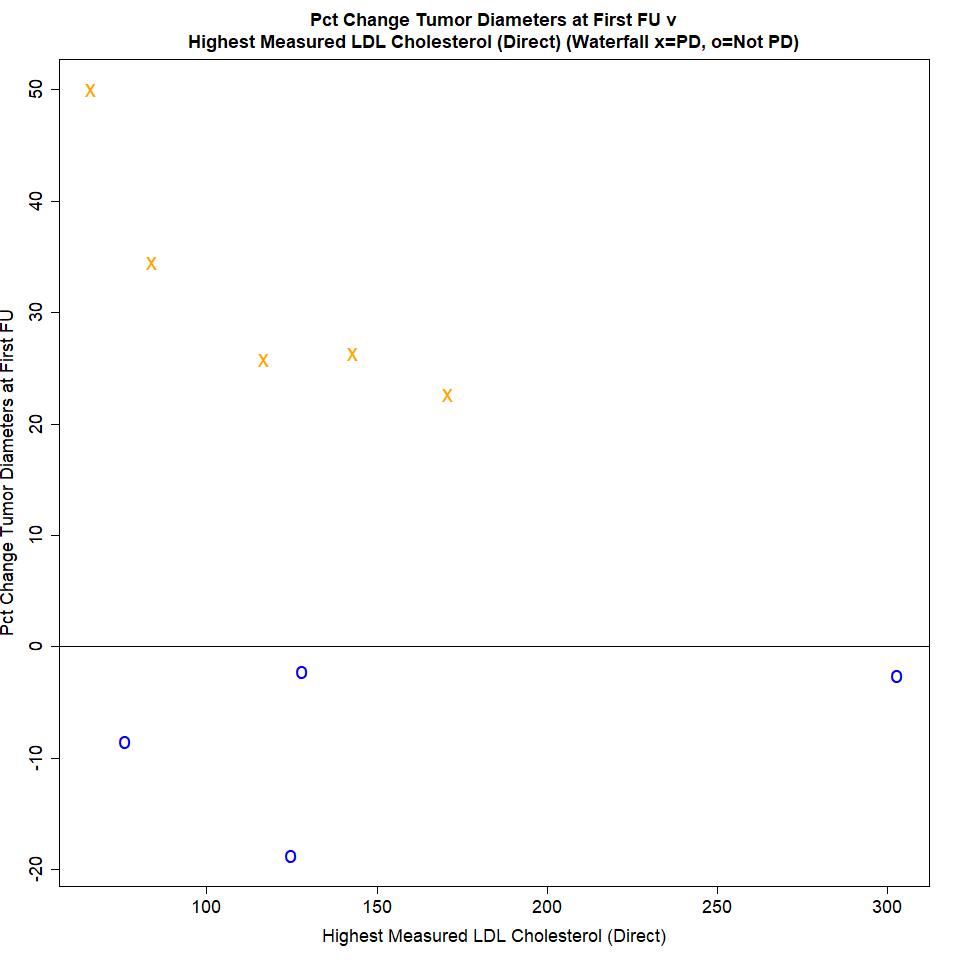 Pct Change Tumor Diameters at First FU v
Highest Measured LDL Cholesterol (Direct) (Waterfall x=PD, o=Not PD)
Pct Change Tumor Diameters at First FU
50
40
30
20
10
0
-10
-20
X
X
X
X
X
O
O
O
O
100
150
200
250
300
Highest Measured LDL Cholesterol (Direct)